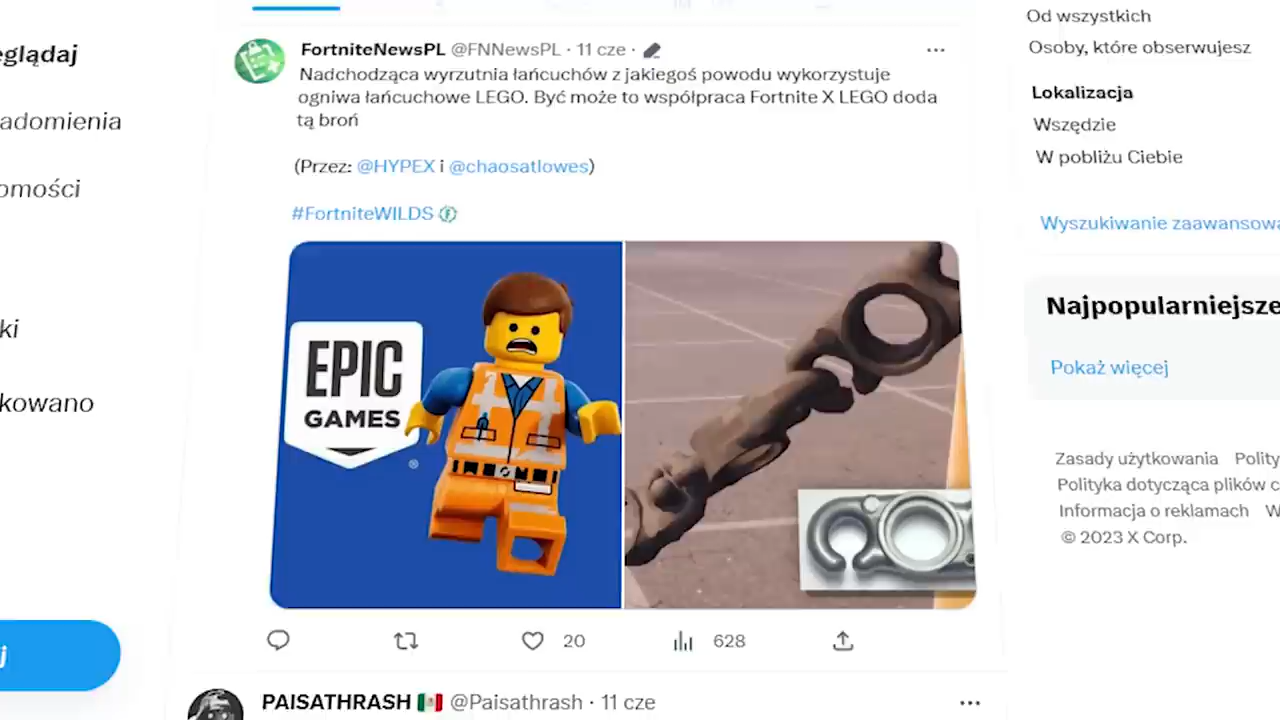 eglądaj
adomienia
omości
ki
kowano
j
FortniteNewsPL @FNNewsPL · 11 cze ·
Nadchodząca wyrzutnia łańcuchów z jakiegoś powodu wykorzystuje
ogniwa łańcuchowe LEGO. Być może to współpraca Fortnite X LEGO doda
tą broń
(Przez: @HYPEX i @chaosatlowes)
#FortniteWILDS
EPIC
GAMES
®
20
628
PAISATHRASH 🇲🇽 @Paisathrash · 11 cze
Od wszystkich
Osoby, które obserwujesz
Lokalizacja
Wszędzie
W pobliżu Ciebie
Wyszukiwanie zaawansowa
Najpopularniejsze
Pokaż więcej
Zasady użytkowania Polity
Polityka dotycząca plików c
Informacja o reklamach W
© 2023 X Corp.